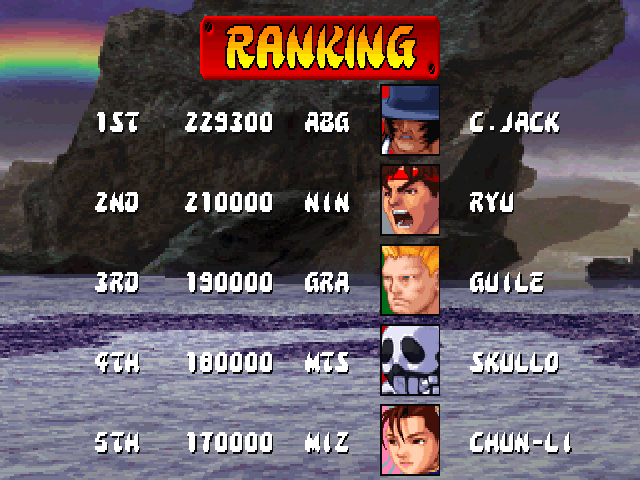 RANKING
1ST 229300 ABG C.JACK
2ND 210000 NIN RYU
3RD 190000 GRA GUILE
4TH 180000 MTS SKULLO
5TH 170000 MIZ CHUN-LI